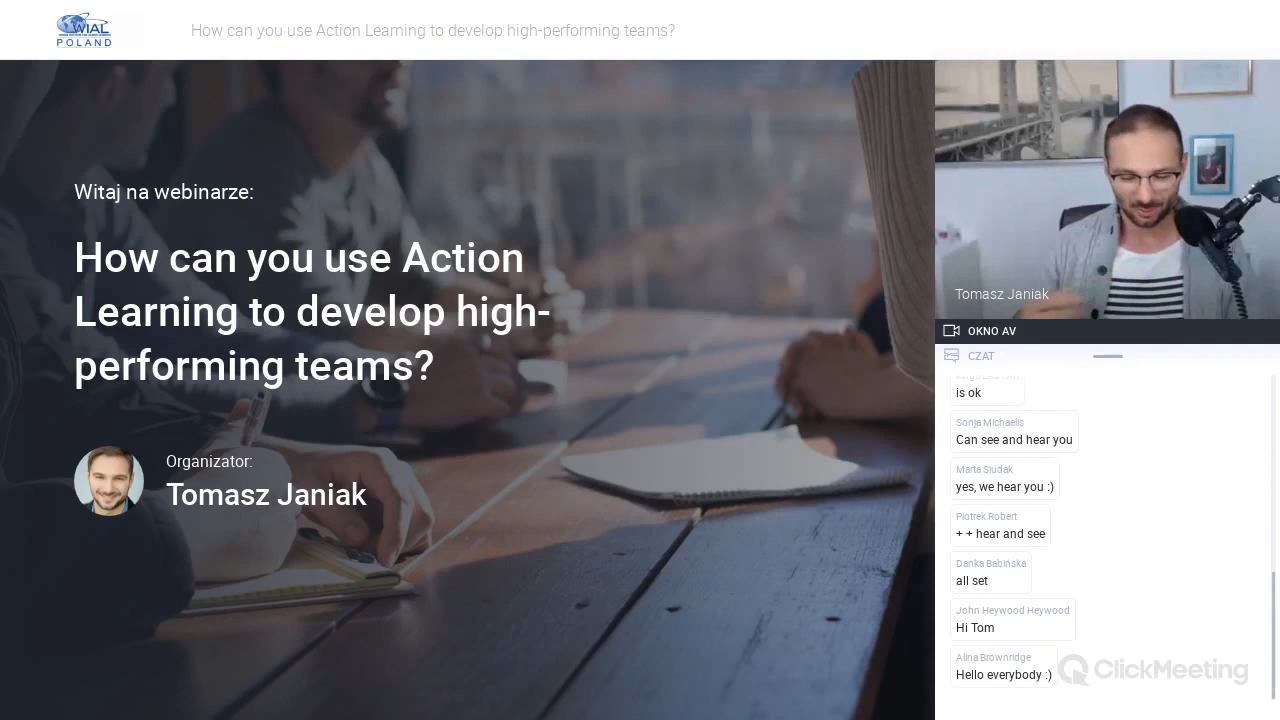 WIAL
POLAND
How can you use Action Learning to develop high-performing teams?
Witaj na webinarze:
How can you use Action
Learning to develop high-
performing teams?
Organizator:
Tomasz Janiak
Tomasz Janiak
OKNO AV
CZAT
is ok
Sonja Michaelis
Can see and hear you
Marta Siudak
yes, we hear you :)
Piotrek Robert
+ + hear and see
Danka Babińska
all set
John Heywood Heywood
Hi Tom
Alina Brownridge
Hello everybody :)
ClickMeeting